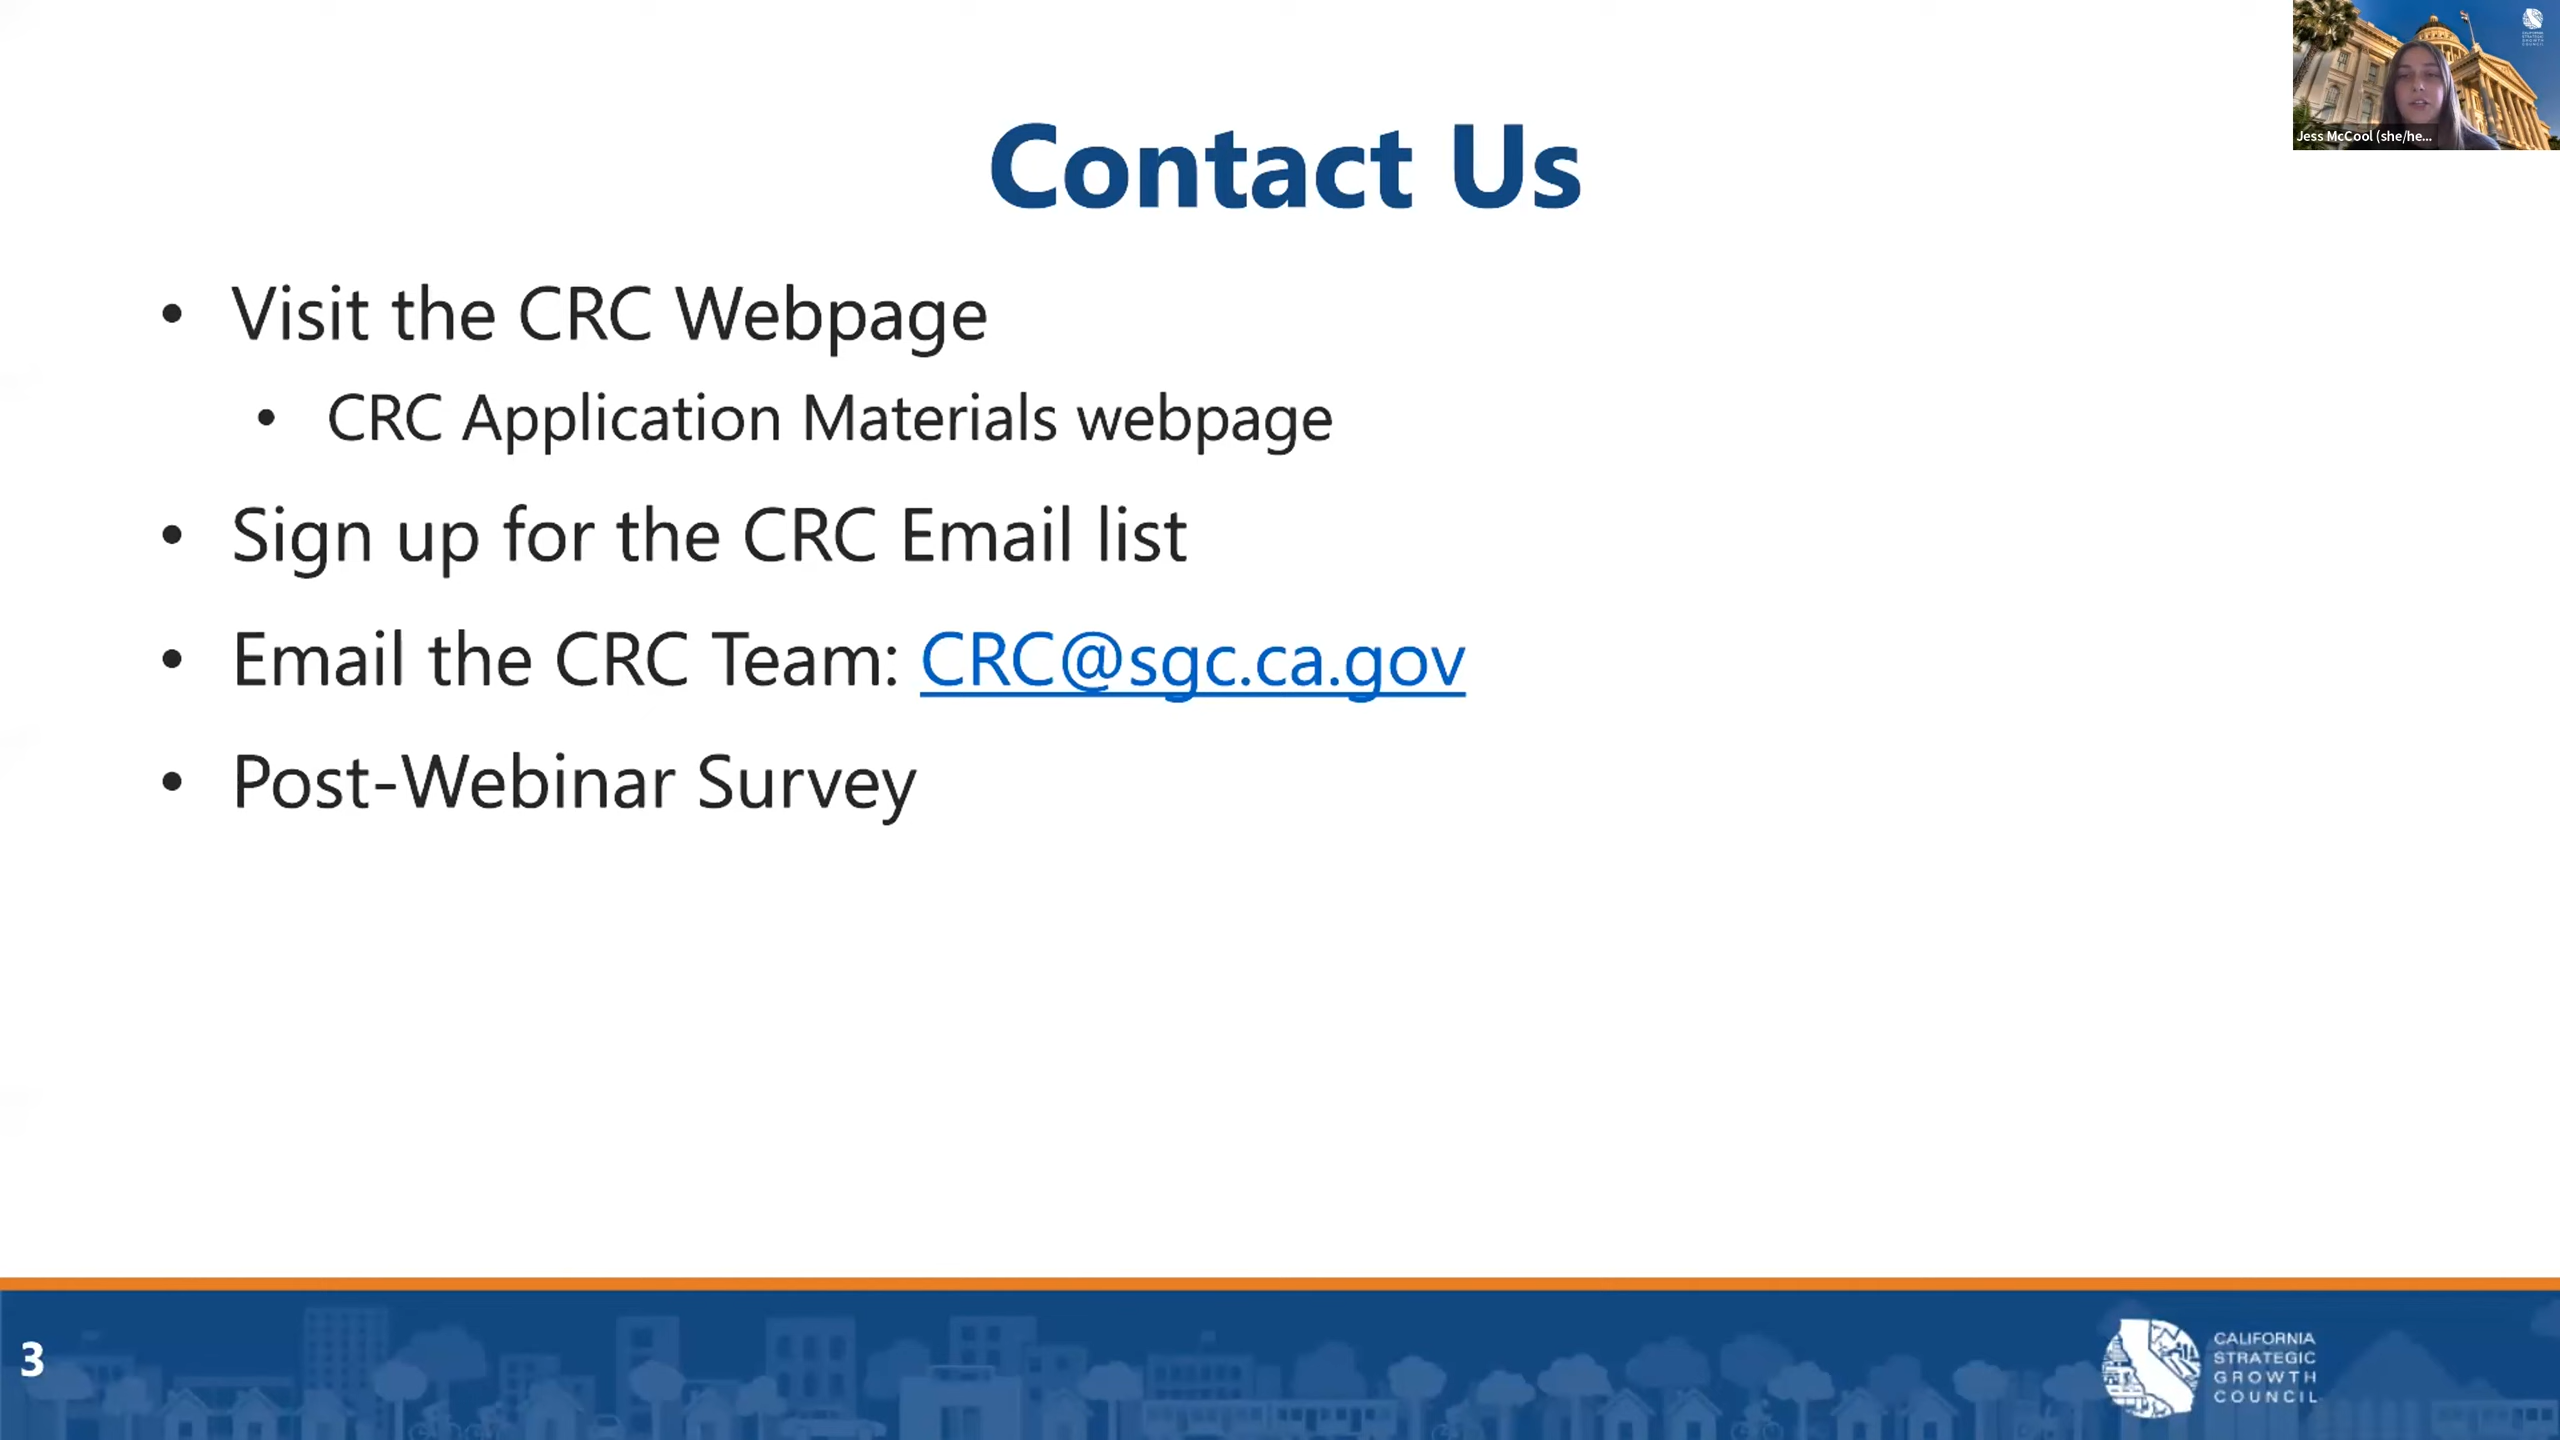 Contact Us
Jess McCool (she/he...
• Visit the CRC Webpage
• CRC Application Materials webpage
• Sign up for the CRC Email list
• Email the CRC Team: CRC@sgc.ca.gov
• Post-Webinar Survey
3
CALIFORNIA
STRATEGIC
GROWTH
COUNCIL